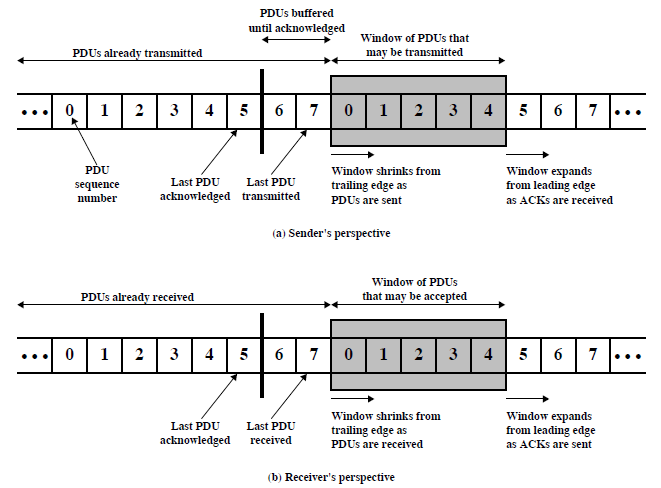 PDUs buffered
until acknowledged
Window of PDUs that
may be transmitted
PDUs already transmitted
••• 0 1 2 3 4 5 6 7 0 1 2 3 4 5 6 7 •••
PDU
sequence
number
Last PDU
acknowledged
Last PDU
transmitted
Window shrinks from
trailing edge as
PDUs are sent
Window expands
from leading edge
as ACKs are received
(a) Sender's perspective
Window of PDUs
that may be accepted
PDUs already received
••• 0 1 2 3 4 5 6 7 0 1 2 3 4 5 6 7 •••
Last PDU
acknowledged
Last PDU
received
Window shrinks from
trailing edge as
PDUs are received
Window expands
from leading edge
as ACKs are sent
(b) Receiver's perspective